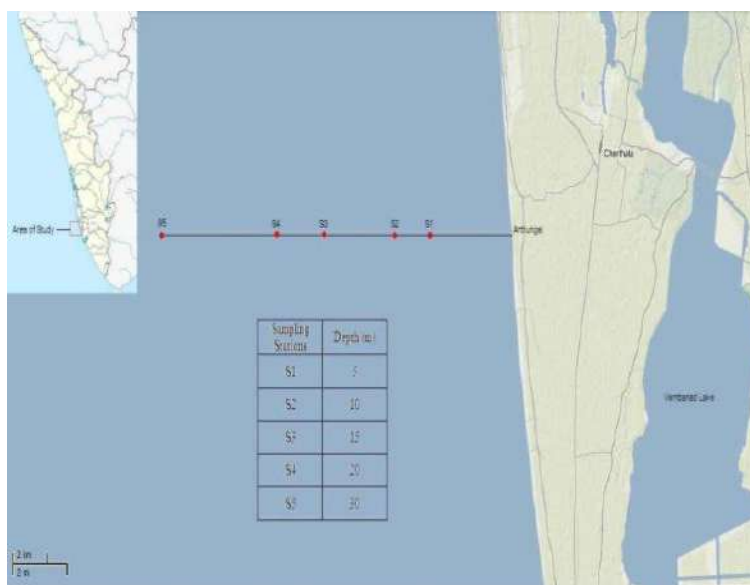 Area of Study
S5
S4
S3
S2
S1
Arthungal
Cherthala
Vembanad Lake
Sampling Stations
Depth (m)
S1 5
S2 10
S3 15
S4 20
S5 30
2 km
2 mi